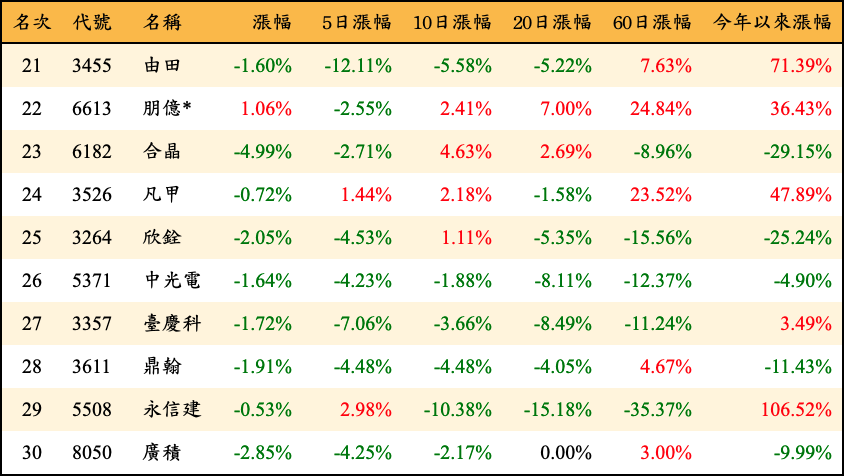 名次 代號 名稱 漲幅 5日漲幅 10日漲幅 20日漲幅 60日漲幅 今年以來漲幅
21 3455 由田 -1.60% -12.11% -5.58% -5.22% 7.63% 71.39%
22 6613 朋億* 1.06% -2.55% 2.41% 7.00% 24.84% 36.43%
23 6182 合晶 -4.99% -2.71% 4.63% 2.69% -8.96% -29.15%
24 3526 凡甲 -0.72% 1.44% 2.18% -1.58% 23.52% 47.89%
25 3264 欣銓 -2.05% -4.53% 1.11% -5.35% -15.56% -25.24%
26 5371 中光電 -1.64% -4.23% -1.88% -8.11% -12.37% -4.90%
27 3357 臺慶科 -1.72% -7.06% -3.66% -8.49% -11.24% 3.49%
28 3611 鼎翰 -1.91% -4.48% -4.48% -4.05% 4.67% -11.43%
29 5508 永信建 -0.53% 2.98% -10.38% -15.18% -35.37% 106.52%
30 8050 廣積 -2.85% -4.25% -2.17% 0.00% 3.00% -9.99%